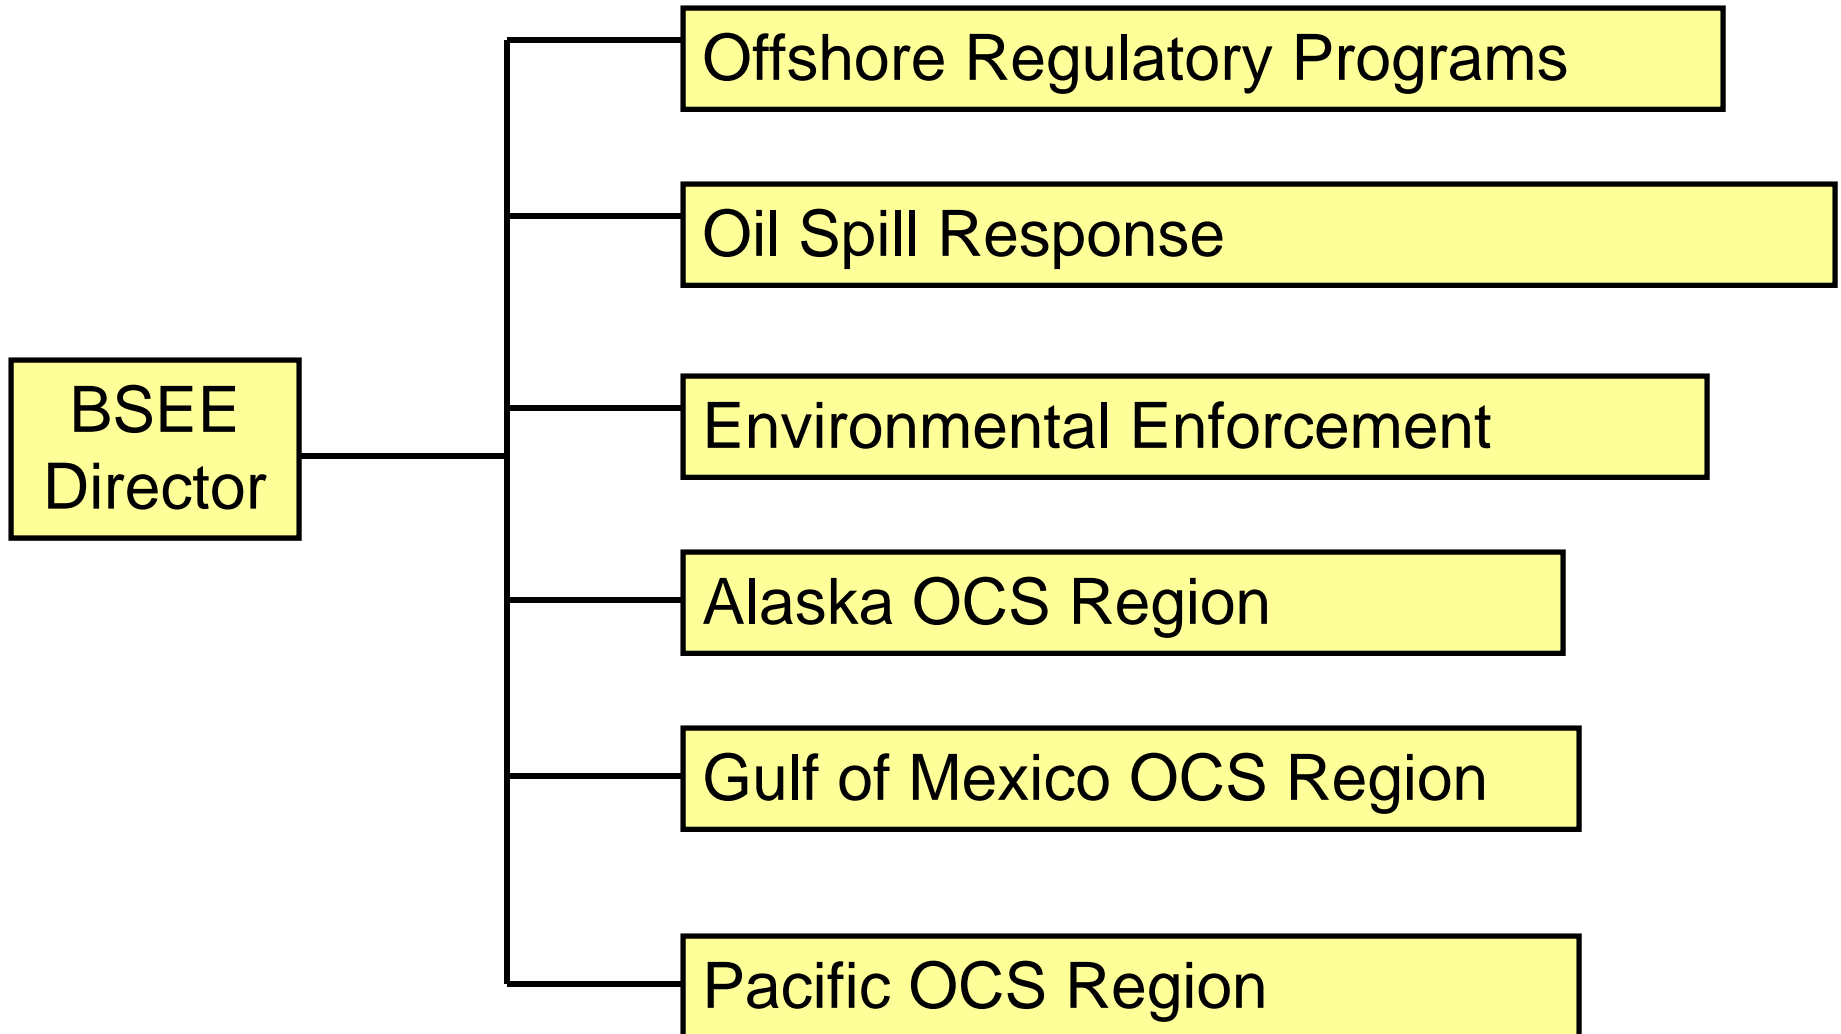 Offshore Regulatory Programs
Oil Spill Response
Environmental Enforcement
BSEE
Director
Alaska OCS Region
Gulf of Mexico OCS Region
Pacific OCS Region